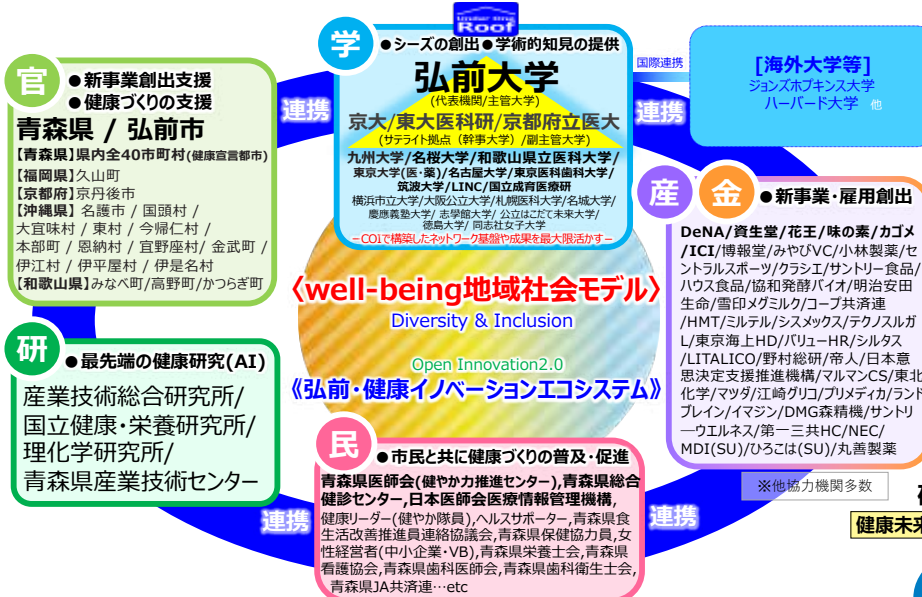 Under One
Roof
学
●シーズの創出●学術的知見の提供
弘前大学
(代表機関/主管大学)
京大/東大医科研/京都府立医大
(サテライト拠点（幹事大学）/副主管大学)
九州大学/名桜大学/和歌山県立医科大学/
東京大学(医・薬)/名古屋大学/東京医科歯科大学/
筑波大学/LINC/国立成育医療研
横浜市立大学/大阪公立大学/札幌医科大学/名城大学/
慶應義塾大学/ 志學館大学/ 公立はこだて未来大学/
徳島大学/ 同志社女子大学
－COIで構築したネットワーク基盤や成果を最大限活かす－
国際連携
[海外大学等]
ジョンズホプキンス大学
ハーバード大学 他
官
●新事業創出支援
●健康づくりの支援
青森県 / 弘前市
【青森県】県内全40市町村(健康宣言都市)
【福岡県】久山町
【京都府】京丹後市
【沖縄県】 名護市 / 国頭村 /
大宜味村 / 東村 / 今帰仁村 /
本部町 / 恩納村 / 宜野座村/ 金武町 /
伊江村 / 伊平屋村 / 伊是名村
【和歌山県】みなべ町/高野町/かつらぎ町
連携
連携
産
金
●新事業・雇用創出
DeNA/資生堂/花王/味の素/カゴメ
/ICI/博報堂/みやびVC/小林製薬/セ
ントラルスポーツ/クラシエ/サントリー食品/
ハウス食品/協和発酵バイオ/明治安田
生命/雪印メグミルク/コープ共済連
/HMT/ミルテル/シスメックス/テクノスルガ
L/東京海上HD/バリューHR/シルタス
/LITALICO/野村総研/帝人/日本意
思決定支援推進機構/マルマンCS/東北
化学/マツダ/江崎グリコ/プリメディカ/ランド
ブレイン/イマジン/DMG森精機/サントリ
―ウエルネス/第一三共HC/NEC/
MDI(SU)/ひろこは(SU)/丸善製薬
※他協力機関多数
〈well-being地域社会モデル〉
Diversity & Inclusion
Open Innovation2.0
《弘前・健康イノベーションエコシステム》
研
●最先端の健康研究(AI)
産業技術総合研究所/
国立健康・栄養研究所/
理化学研究所/
青森県産業技術センター
民
●市民と共に健康づくりの普及・促進
青森県医師会(健やか力推進センター),青森県総合
健診センター,日本医師会医療情報管理機構,
健康リーダー(健やか隊員),ヘルスサポーター,青森県食
生活改善推進員連絡協議会,青森県保健協力員,女
性経営者(中小企業・VB),青森県栄養士会,青森県
看護協会,青森県歯科医師会,青森県歯科衛生士会,
青森県JA共済連…etc
連携
連携
健康未来